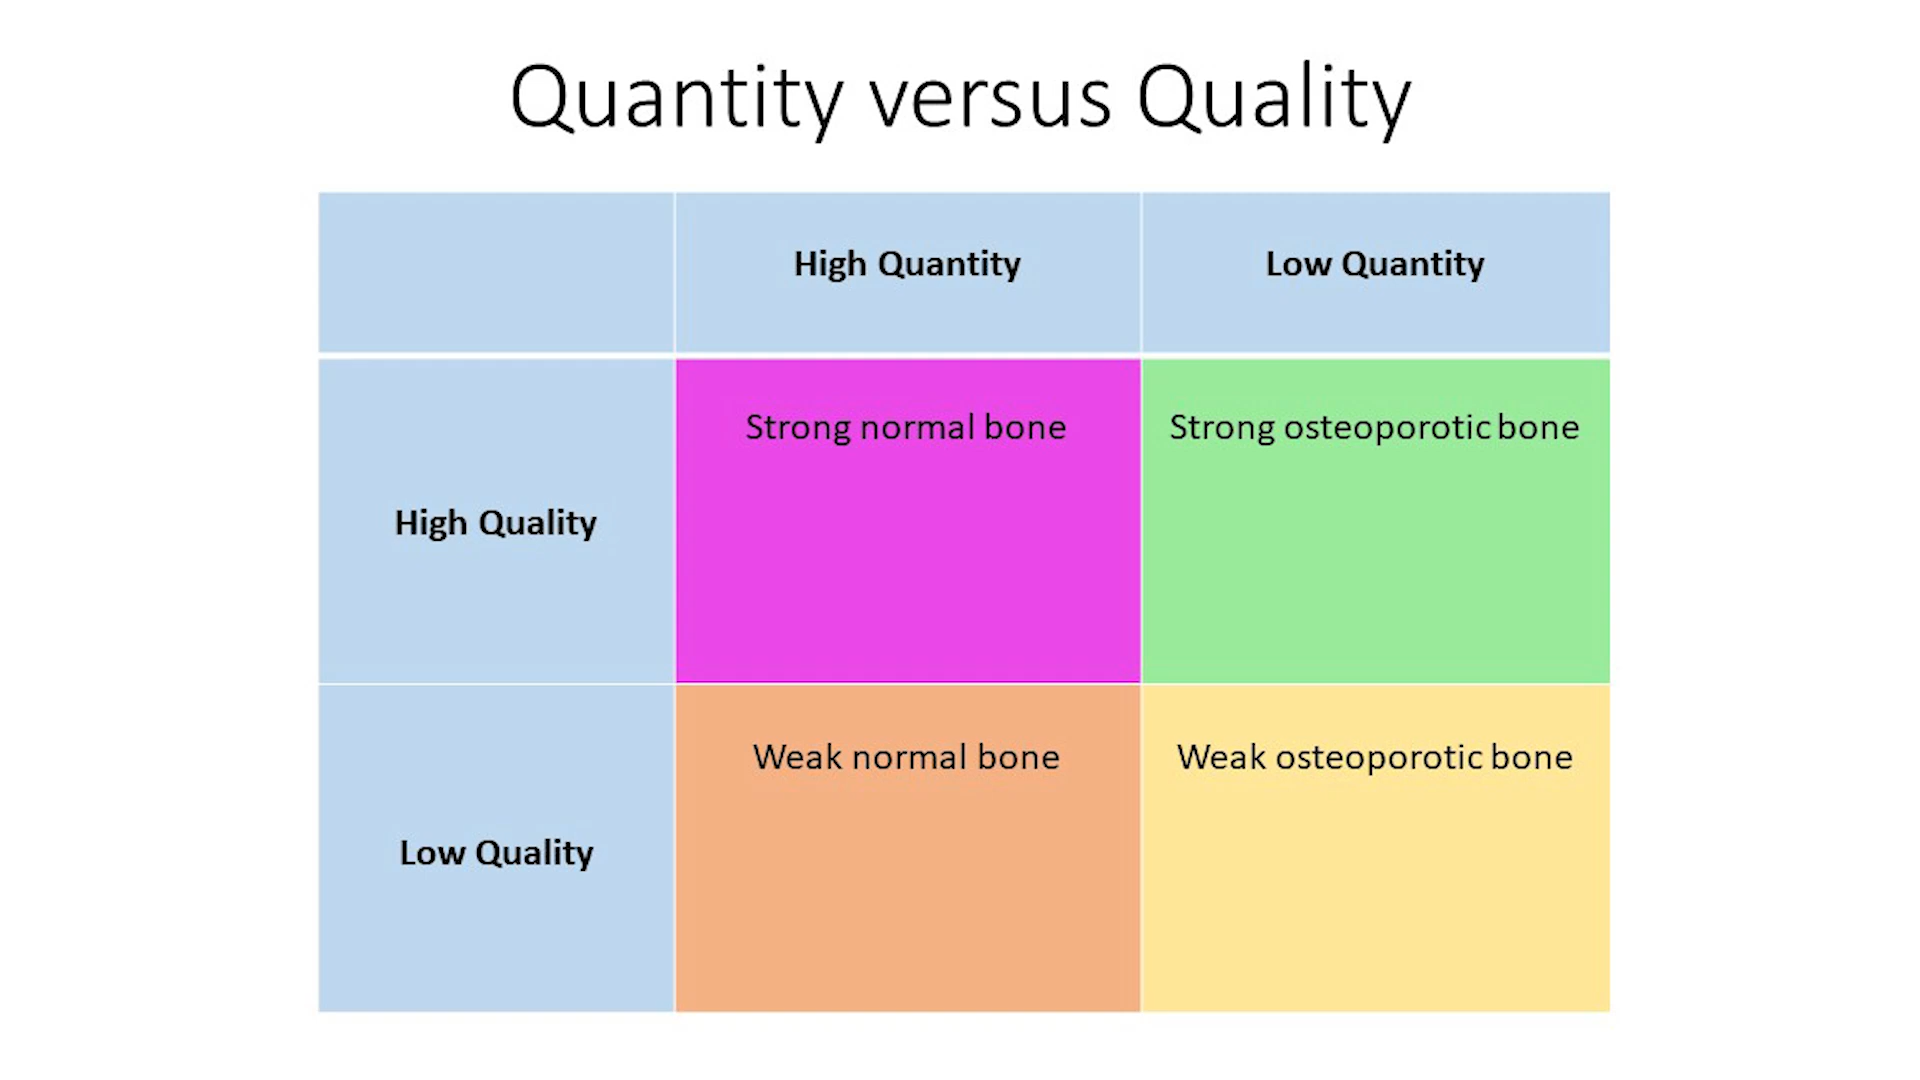 Quantity versus Quality
High Quantity
Low Quantity
High Quality
Strong normal bone
Strong osteoporotic bone
Low Quality
Weak normal bone
Weak osteoporotic bone